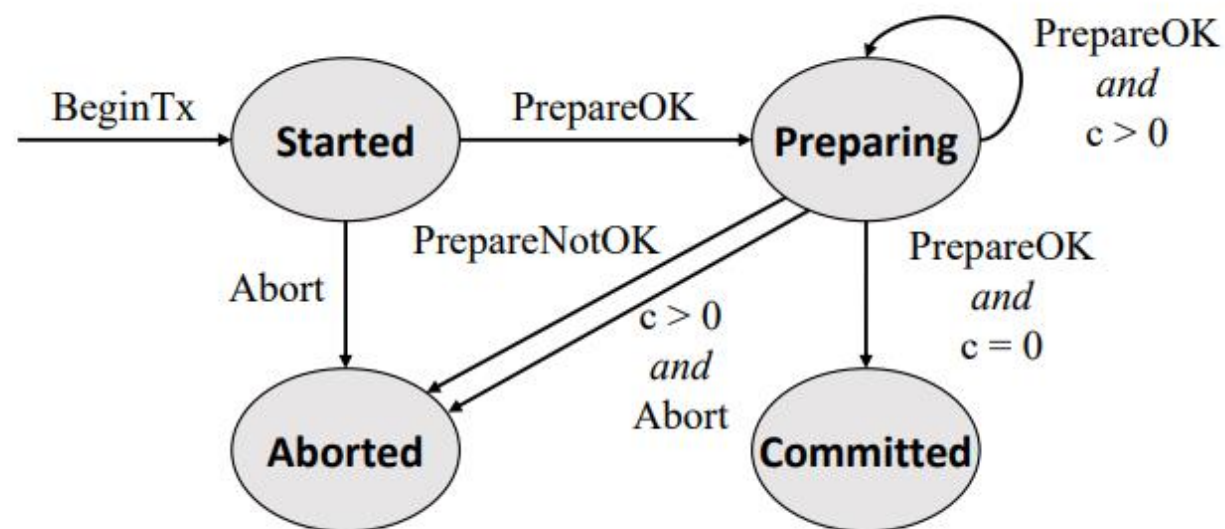 BeginTx
Started
PrepareOK
Preparing
PrepareOK
and
c > 0
Abort
PrepareNotOK
c > 0
and
Abort
PrepareOK
and
c = 0
Aborted
Committed